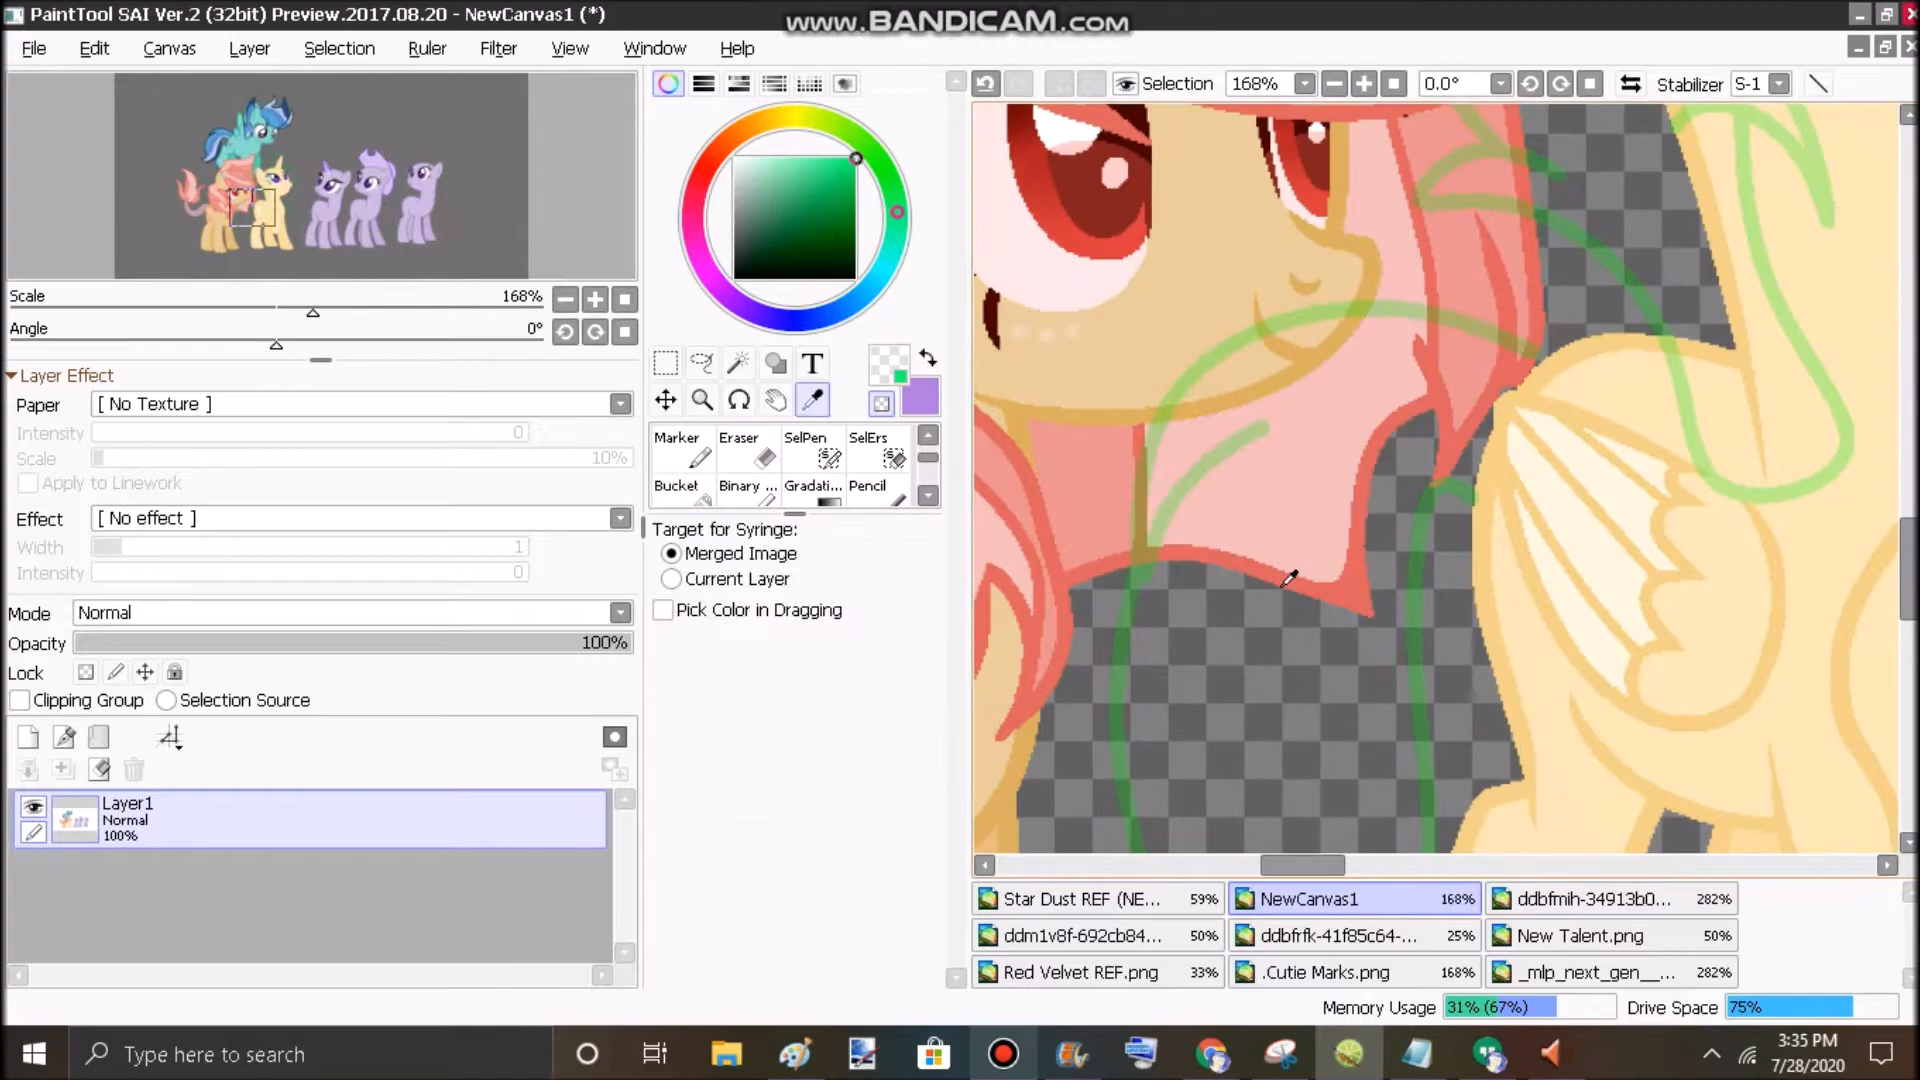 PaintTool SAI Ver.2 (32bit) Preview.2017.08.20 - NewCanvas1 (*)
www.BANDICAM.com
File Edit Canvas Layer Selection Ruler Filter View Window Help
Selection 168% 0.0° Stabilizer S-1
Scale 168%
Angle 0°
Layer Effect
Paper [ No Texture ]
Intensity 0
Scale 10%
Apply to Linework
Effect [ No effect ]
Width 1
Intensity 0
Mode Normal
Opacity 100%
Lock
Clipping Group Selection Source
Layer1
Normal
100%
T
Marker Eraser SelPen SelErs
Bucket Binary ... Gradati... Pencil
Target for Syringe:
Merged Image
Current Layer
Pick Color in Dragging
Star Dust REF (NE... 59% NewCanvas1 168% ddbfmih-34913b0... 282%
ddm1v8f-692cb84... 50% ddbfrfk-41f85c64-... 25% New Talent.png 50%
Red Velvet REF.png 33% .Cutie Marks.png 168% _mlp_next_gen__... 282%
Memory Usage 31% (67%) Drive Space 75%
Type here to search
3:35 PM
7/28/2020